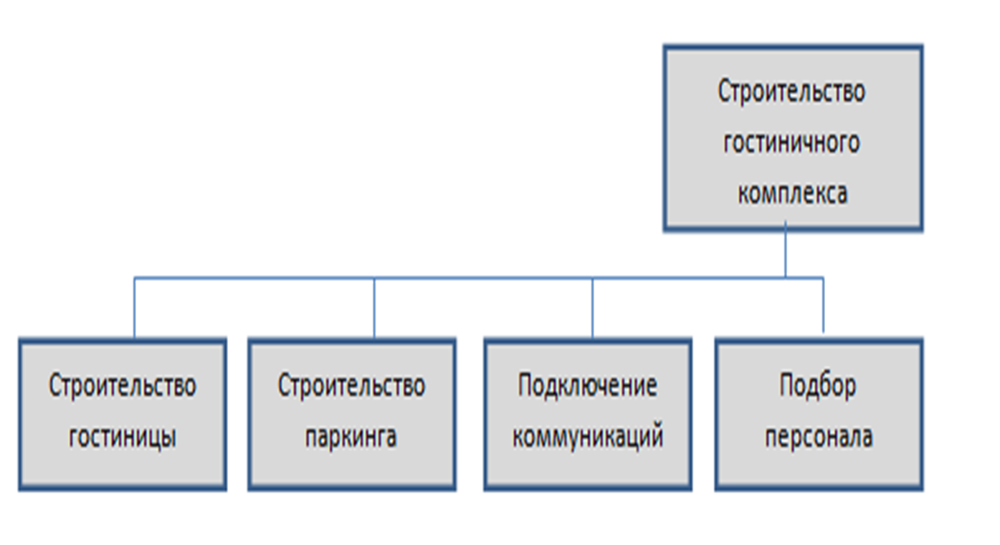 Строительство
гостиничного
комплекса
Строительство
гостиницы
Строительство
паркинга
Подключение
коммуникаций
Подбор
персонала